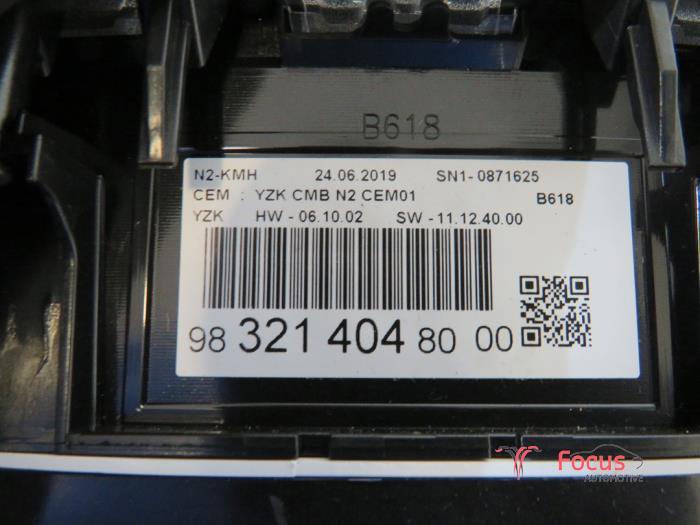 B618
N2-KMH 24.06.2019 SN1- 0871625
CEM : YZK CMB N2 CEM01 B618
YZK HW - 06.10.02 SW - 11.12.40.00
98 321 404 80 00
Focus
AUTOMOTIVE